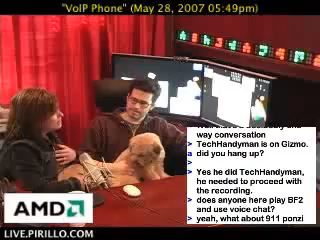 "VoIP Phone" (May 28, 2007 05:49pm)
way conversation
> TechHandyman is on Gizmo.
a did you hang up?
>
> Yes he did TechHandyman,
he needed to proceed with
the recording.
> does anyone here play BF2
and use voice chat?
> yeah, what about 911 ponzi
AMD
LIVE.PIRILLO.COM